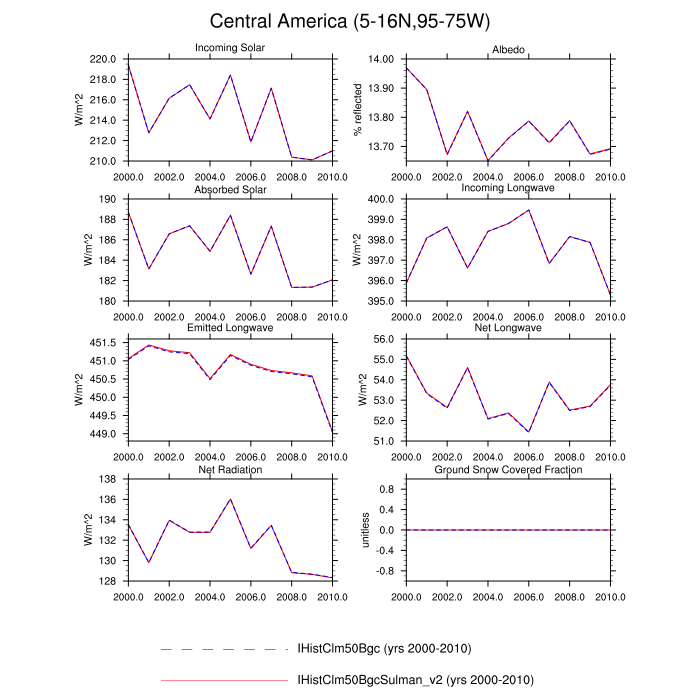 Central America (5-16N,95-75W)
Incoming Solar
W/m^2
220.0
218.0
216.0
214.0
212.0
210.0
2000.0 2002.0 2004.0 2006.0 2008.0 2010.0
Albedo
% reflected
14.00
13.90
13.80
13.70
2000.0 2002.0 2004.0 2006.0 2008.0 2010.0
Absorbed Solar
W/m^2
190
188
186
184
182
180
2000.0 2002.0 2004.0 2006.0 2008.0 2010.0
Incoming Longwave
W/m^2
400.0
399.0
398.0
397.0
396.0
395.0
2000.0 2002.0 2004.0 2006.0 2008.0 2010.0
Emitted Longwave
W/m^2
451.5
451.0
450.5
450.0
449.5
449.0
2000.0 2002.0 2004.0 2006.0 2008.0 2010.0
Net Longwave
W/m^2
56.0
55.0
54.0
53.0
52.0
51.0
2000.0 2002.0 2004.0 2006.0 2008.0 2010.0
Net Radiation
W/m^2
138
136
134
132
130
128
2000.0 2002.0 2004.0 2006.0 2008.0 2010.0
Ground Snow Covered Fraction
unitless
0.8
0.4
0.0
-0.4
-0.8
2000.0 2002.0 2004.0 2006.0 2008.0 2010.0
IHistClm50Bgc (yrs 2000-2010)
IHistClm50BgcSulman_v2 (yrs 2000-2010)